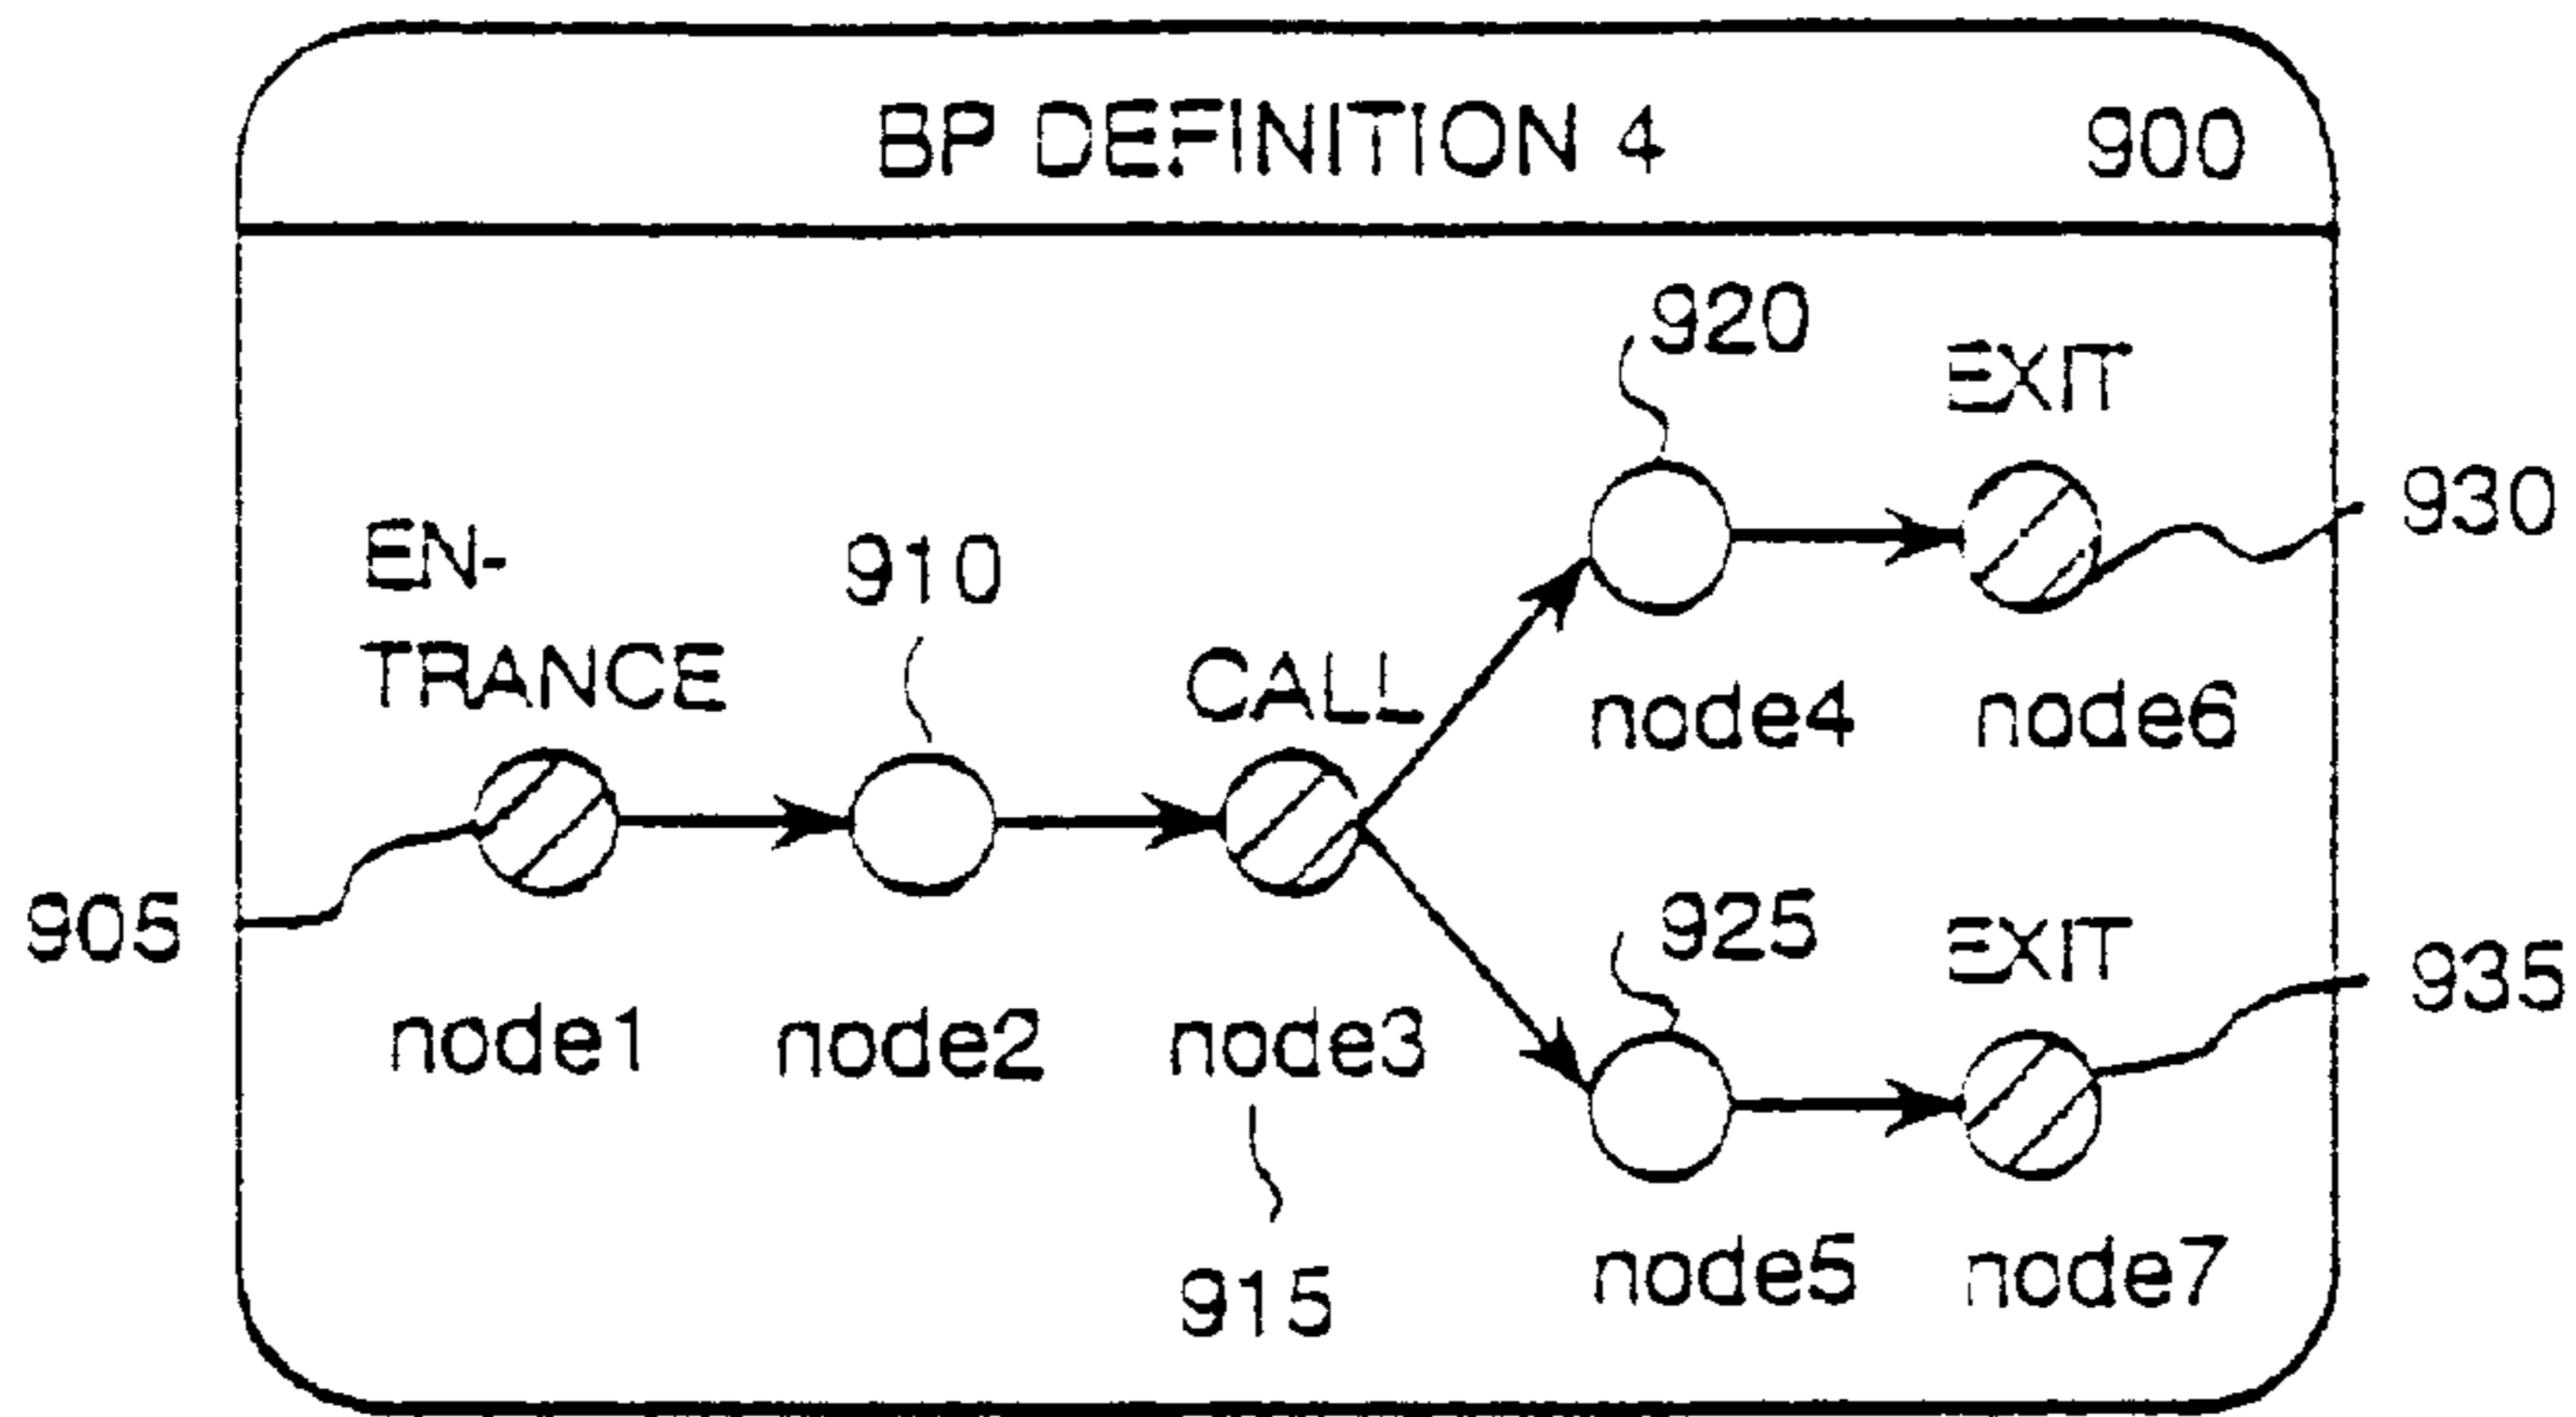 BP DEFINITION 4 900
920
EXIT
930
EN-
TRANCE
910
CALL
node4 node6
905
925
EXIT
935
node1 node2 node3
node5 node7
915